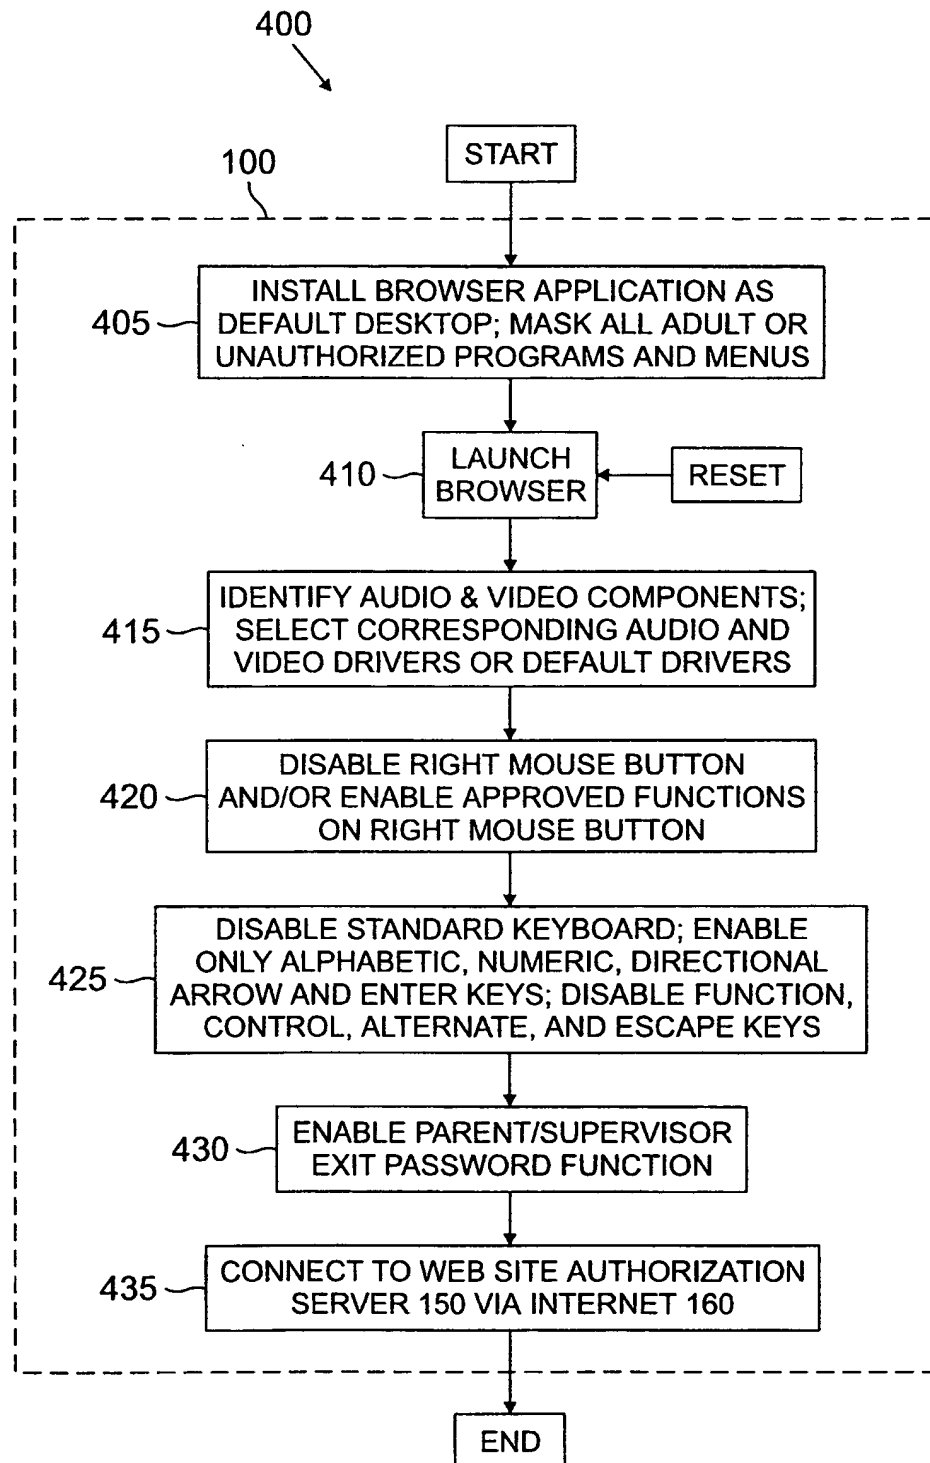 400
START
100
INSTALL BROWSER APPLICATION AS
DEFAULT DESKTOP; MASK ALL ADULT OR
UNAUTHORIZED PROGRAMS AND MENUS
405
LAUNCH
BROWSER
410
RESET
IDENTIFY AUDIO & VIDEO COMPONENTS;
SELECT CORRESPONDING AUDIO AND
VIDEO DRIVERS OR DEFAULT DRIVERS
415
DISABLE RIGHT MOUSE BUTTON
AND/OR ENABLE APPROVED FUNCTIONS
ON RIGHT MOUSE BUTTON
420
DISABLE STANDARD KEYBOARD; ENABLE
ONLY ALPHABETIC, NUMERIC, DIRECTIONAL
ARROW AND ENTER KEYS; DISABLE FUNCTION,
CONTROL, ALTERNATE, AND ESCAPE KEYS
425
ENABLE PARENT/SUPERVISOR
EXIT PASSWORD FUNCTION
430
CONNECT TO WEB SITE AUTHORIZATION
SERVER 150 VIA INTERNET 160
435
END